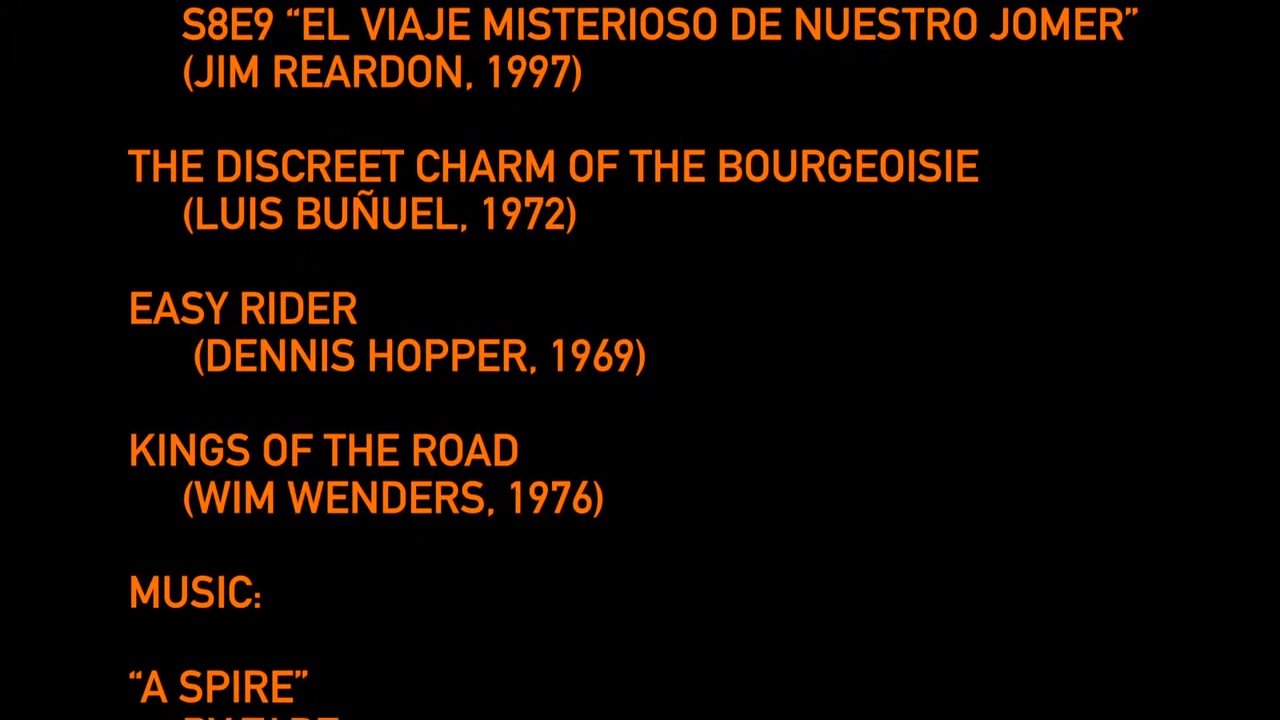 S8E9 “EL VIAJE MISTERIOSO DE NUESTRO JOMER”
(JIM REARDON, 1997)
THE DISCREET CHARM OF THE BOURGEOISIE
(LUIS BUÑUEL, 1972)
EASY RIDER
(DENNIS HOPPER, 1969)
KINGS OF THE ROAD
(WIM WENDERS, 1976)
MUSIC:
“A SPIRE”